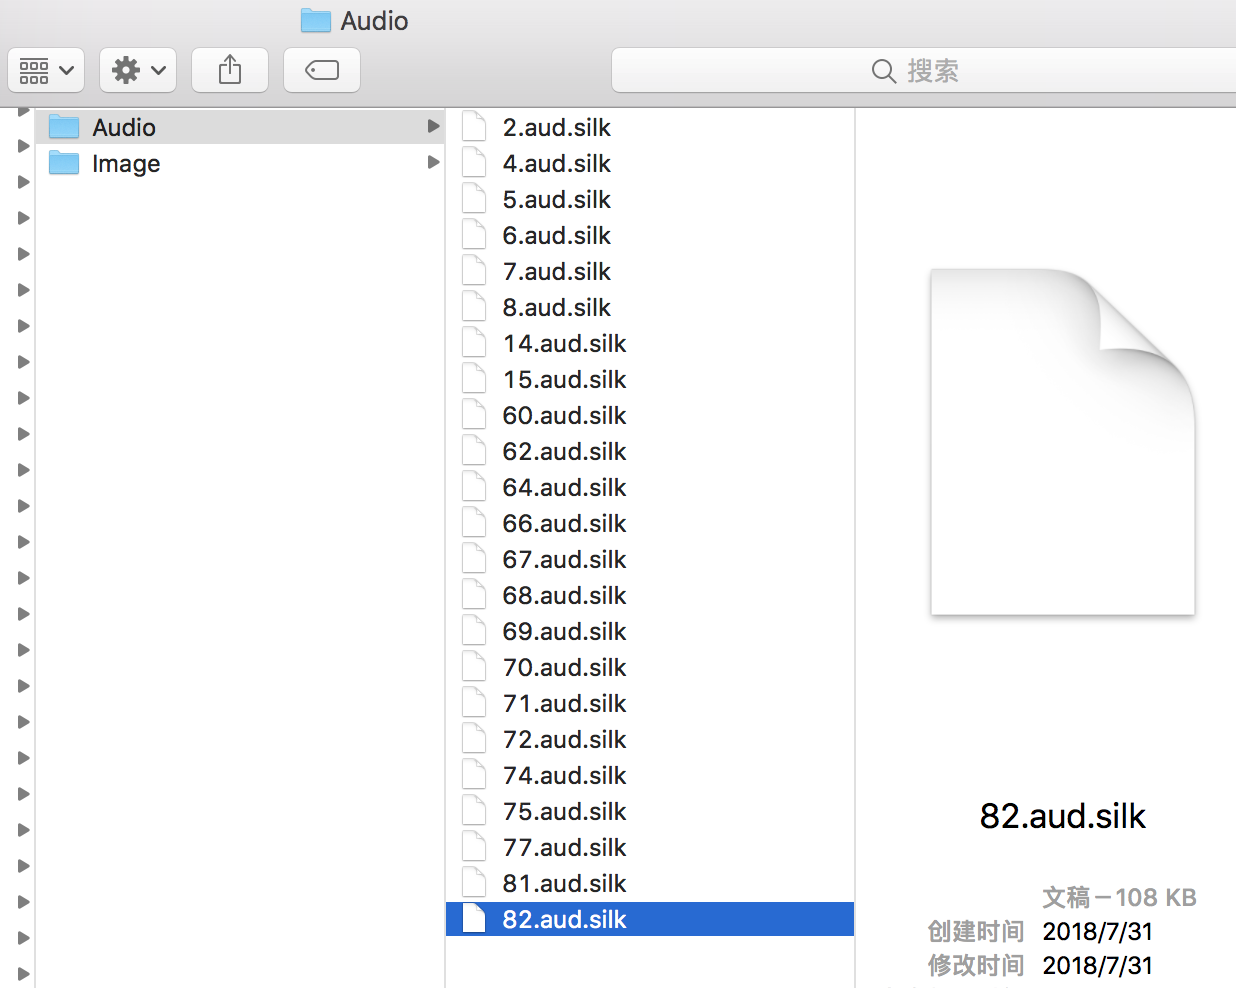 Audio
搜索
Audio
Image
2.aud.silk
4.aud.silk
5.aud.silk
6.aud.silk
7.aud.silk
8.aud.silk
14.aud.silk
15.aud.silk
60.aud.silk
62.aud.silk
64.aud.silk
66.aud.silk
67.aud.silk
68.aud.silk
69.aud.silk
70.aud.silk
71.aud.silk
72.aud.silk
74.aud.silk
75.aud.silk
77.aud.silk
81.aud.silk
82.aud.silk
82.aud.silk
文稿 – 108 KB
创建时间 2018/7/31
修改时间 2018/7/31